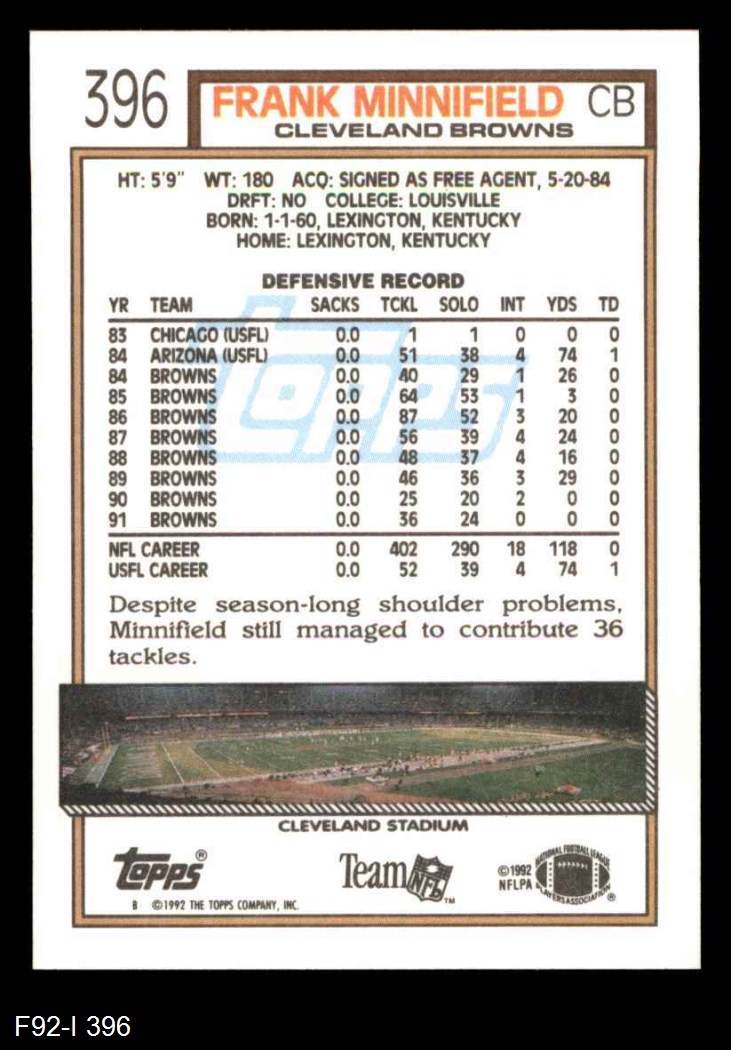 396
FRANK MINNIFIELD CB
CLEVELAND BROWNS
HT: 5'9" WT: 180 ACQ: SIGNED AS FREE AGENT, 5-20-84
DRFT: NO COLLEGE: LOUISVILLE
BORN: 1-1-60, LEXINGTON, KENTUCKY
HOME: LEXINGTON, KENTUCKY
DEFENSIVE RECORD
YR TEAM SACKS TCKL SOLO INT YDS TD
83 CHICAGO (USFL) 0.0 1 1 0 0 0
84 ARIZONA (USFL) 0.0 51 38 4 74 1
84 BROWNS 0.0 40 29 1 26 0
85 BROWNS 0.0 64 53 1 3 0
86 BROWNS 0.0 87 52 3 20 0
87 BROWNS 0.0 56 39 4 24 0
88 BROWNS 0.0 48 37 4 16 0
89 BROWNS 0.0 46 36 3 29 0
90 BROWNS 0.0 25 20 2 0 0
91 BROWNS 0.0 36 24 0 0 0
NFL CAREER 0.0 402 290 18 118 0
USFL CAREER 0.0 52 39 4 74 1
TOPPS
Despite season-long shoulder problems,
Minnifield still managed to contribute 36
tackles.
CLEVELAND STADIUM
TOPPS®
B ©1992 THE TOPPS COMPANY, INC.
Team NFL™
©1992
NFLPA
NATIONAL FOOTBALL LEAGUE
PLAYERS ASSOCIATION®
F92-I 396